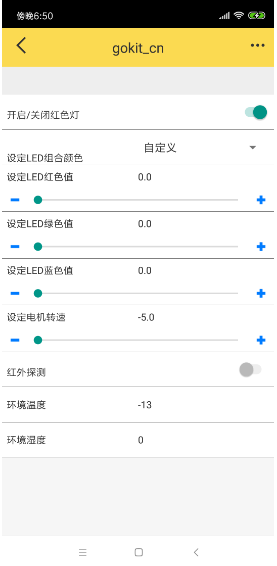 傍晚6:50
gokit_cn
开启/关闭红色灯
设定LED组合颜色 自定义
设定LED红色值 0.0
设定LED绿色值 0.0
设定LED蓝色值 0.0
设定电机转速 -5.0
红外探测
环境温度 -13
环境湿度 0